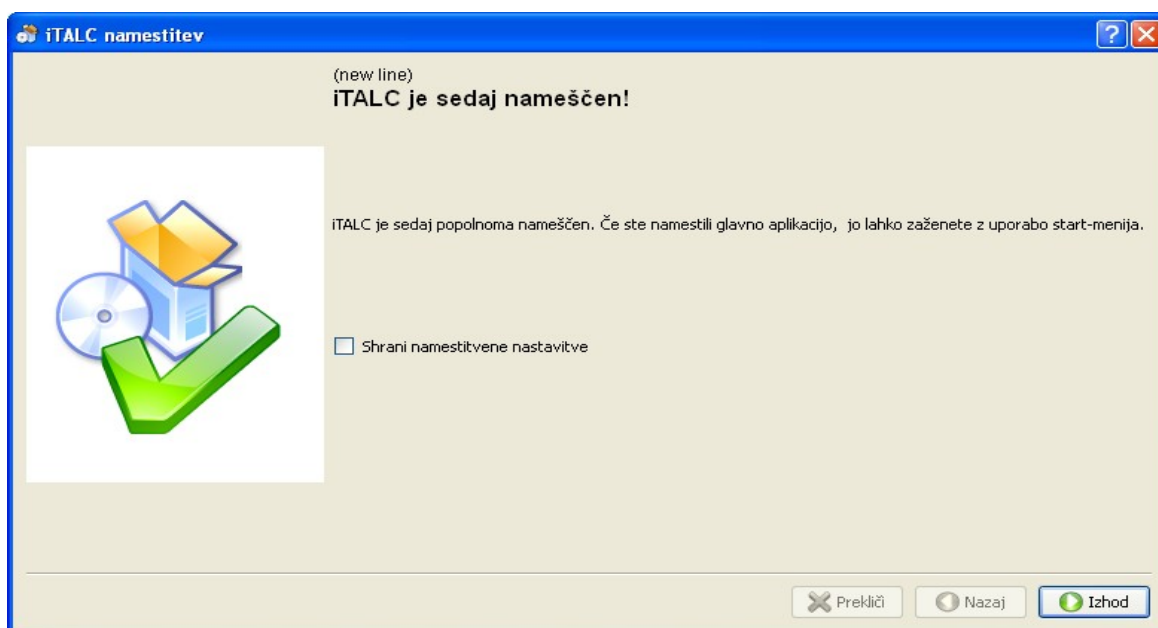 iTALC namestitev
(new line)
iTALC je sedaj nameščen!
iTALC je sedaj popolnoma nameščen. Če ste namestili glavno aplikacijo, jo lahko zaženete z uporabo start-menija.
Shrani namestitvene nastavitve
Prekliči
Nazaj
Izhod